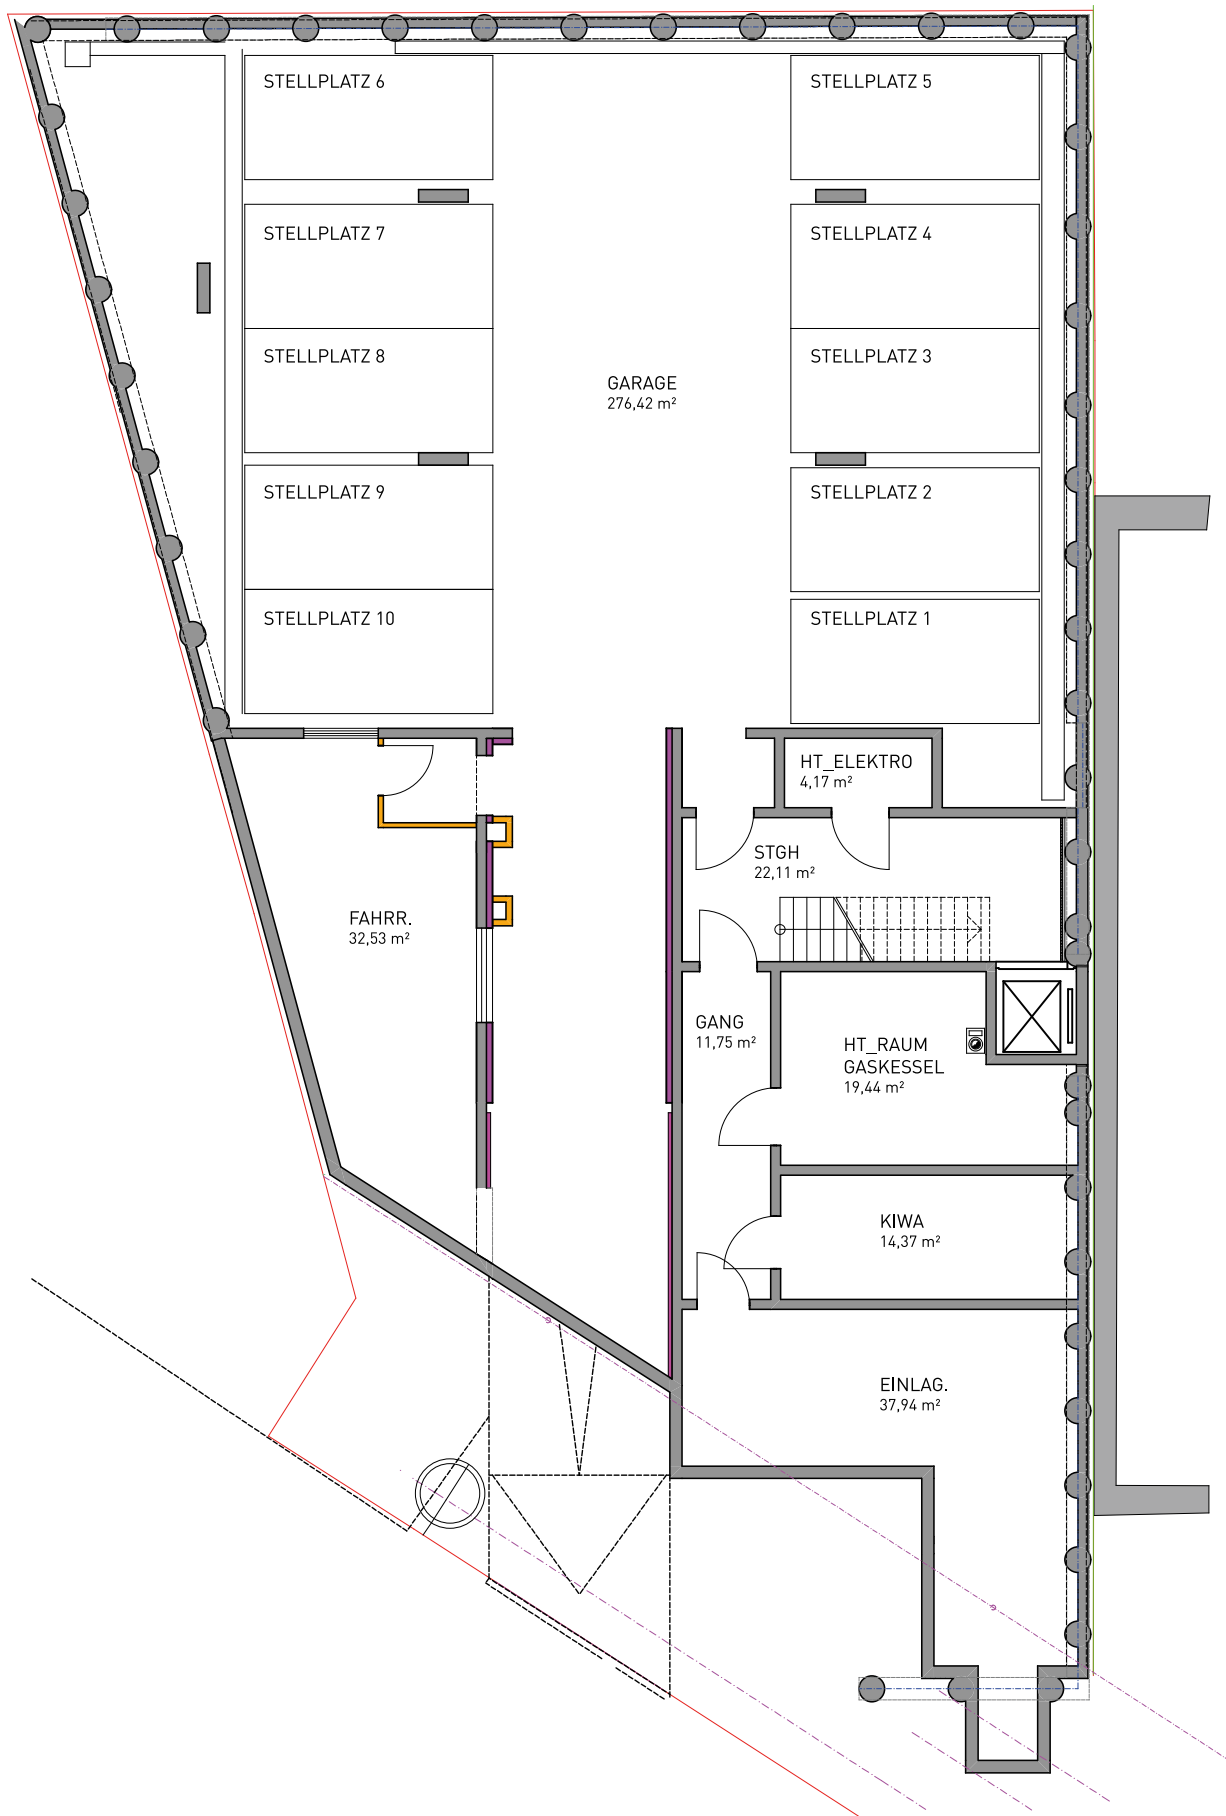 STELLPLATZ 6
STELLPLATZ 5
STELLPLATZ 7
STELLPLATZ 4
STELLPLATZ 8
STELLPLATZ 3
GARAGE
276,42 m²
STELLPLATZ 9
STELLPLATZ 2
STELLPLATZ 10
STELLPLATZ 1
HT_ELEKTRO
4,17 m²
STGH
22,11 m²
FAHRR.
32,53 m²
GANG
11,75 m²
HT_RAUM
GASKESSEL
19,44 m²
KIWA
14,37 m²
EINLAG.
37,94 m²